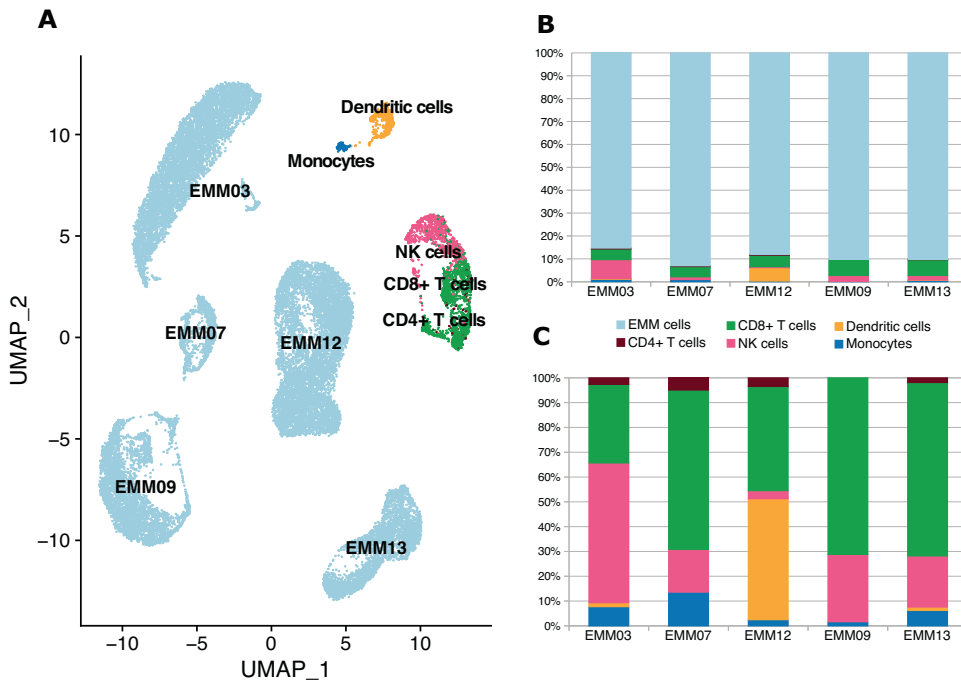 A
UMAP_2
10
5
0
−5
−10
−10
−5
0
5
10
UMAP_1
Dendritic cells
Monocytes
EMM03
NK cells
CD8+ T cells
CD4+ T cells
EMM07
EMM12
EMM09
EMM13
B
100%
90%
80%
70%
60%
50%
40%
30%
20%
10%
0%
EMM03 EMM07 EMM12 EMM09 EMM13
EMM cells CD8+ T cells Dendritic cells
CD4+ T cells NK cells Monocytes
C
100%
90%
80%
70%
60%
50%
40%
30%
20%
10%
0%
EMM03 EMM07 EMM12 EMM09 EMM13